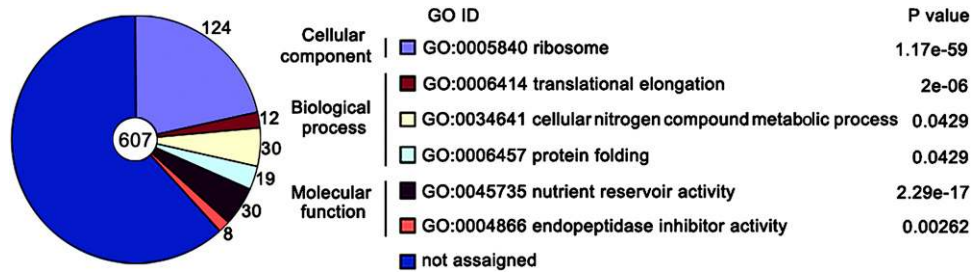 124
12
30
19
30
8
607
GO ID P value
Cellular component
GO:0005840 ribosome 1.17e-59
Biological process
GO:0006414 translational elongation 2e-06
GO:0034641 cellular nitrogen compound metabolic process 0.0429
GO:0006457 protein folding 0.0429
Molecular function
GO:0045735 nutrient reservoir activity 2.29e-17
GO:0004866 endopeptidase inhibitor activity 0.00262
not assaigned